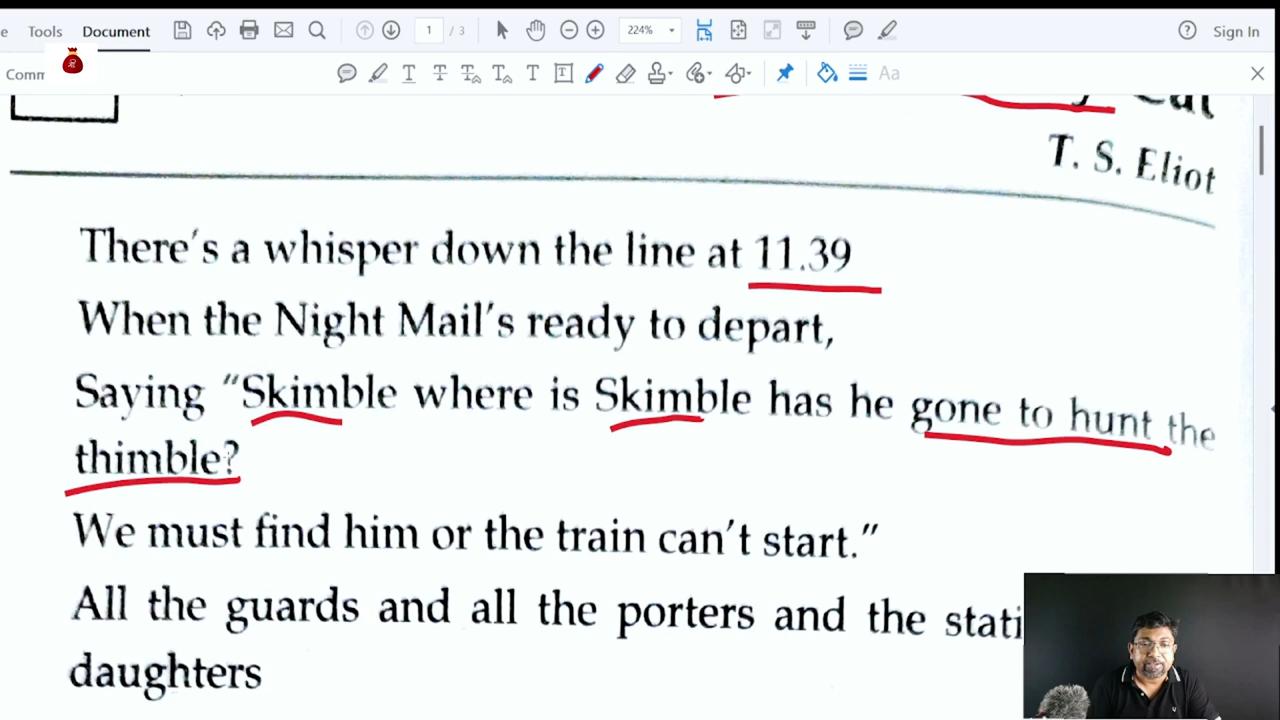 Tools Document 1 / 3 224% Sign In
Aa
T. S. Eliot
There's a whisper down the line at 11.39
When the Night Mail's ready to depart,
Saying "Skimble where is Skimble has he gone to hunt the
thimble?
We must find him or the train can't start."
All the guards and all the porters and the
daughters